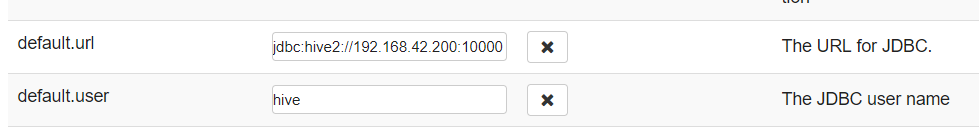 tion
default.url jdbc:hive2://192.168.42.200:10000 The URL for JDBC.
default.user hive The JDBC user name